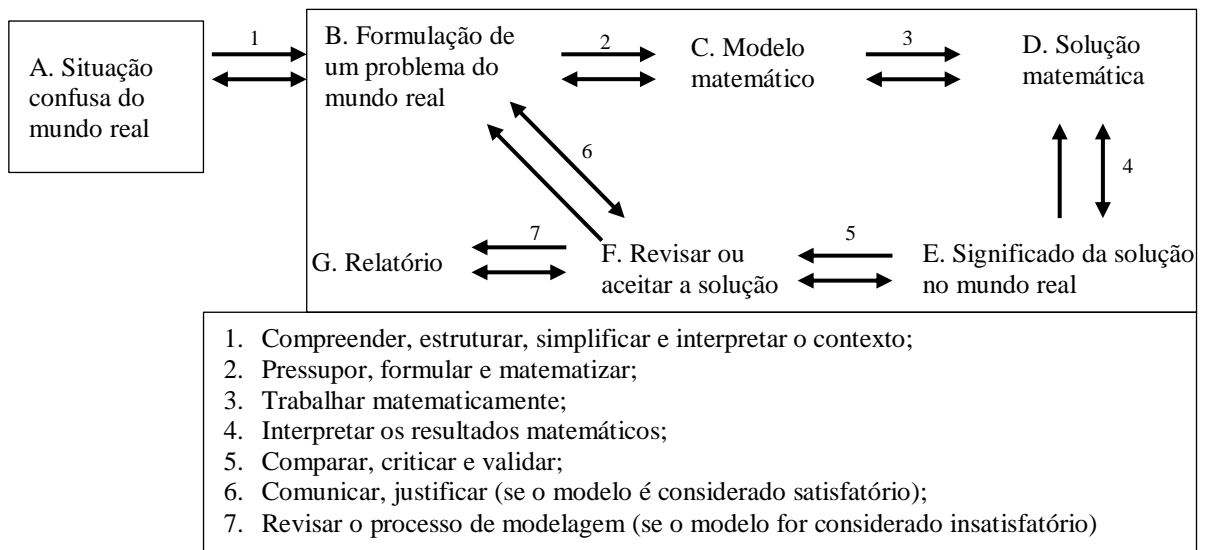 A. Situação
confusa do
mundo real
1
B. Formulação de
um problema do
mundo real
2
C. Modelo
matemático
3
D. Solução
matemática
6
4
G. Relatório
7
F. Revisar ou
aceitar a solução
5
E. Significado da solução
no mundo real
1. Compreender, estruturar, simplificar e interpretar o contexto;
2. Pressupor, formular e matematizar;
3. Trabalhar matematicamente;
4. Interpretar os resultados matemáticos;
5. Comparar, criticar e validar;
6. Comunicar, justificar (se o modelo é considerado satisfatório);
7. Revisar o processo de modelagem (se o modelo for considerado insatisfatório)